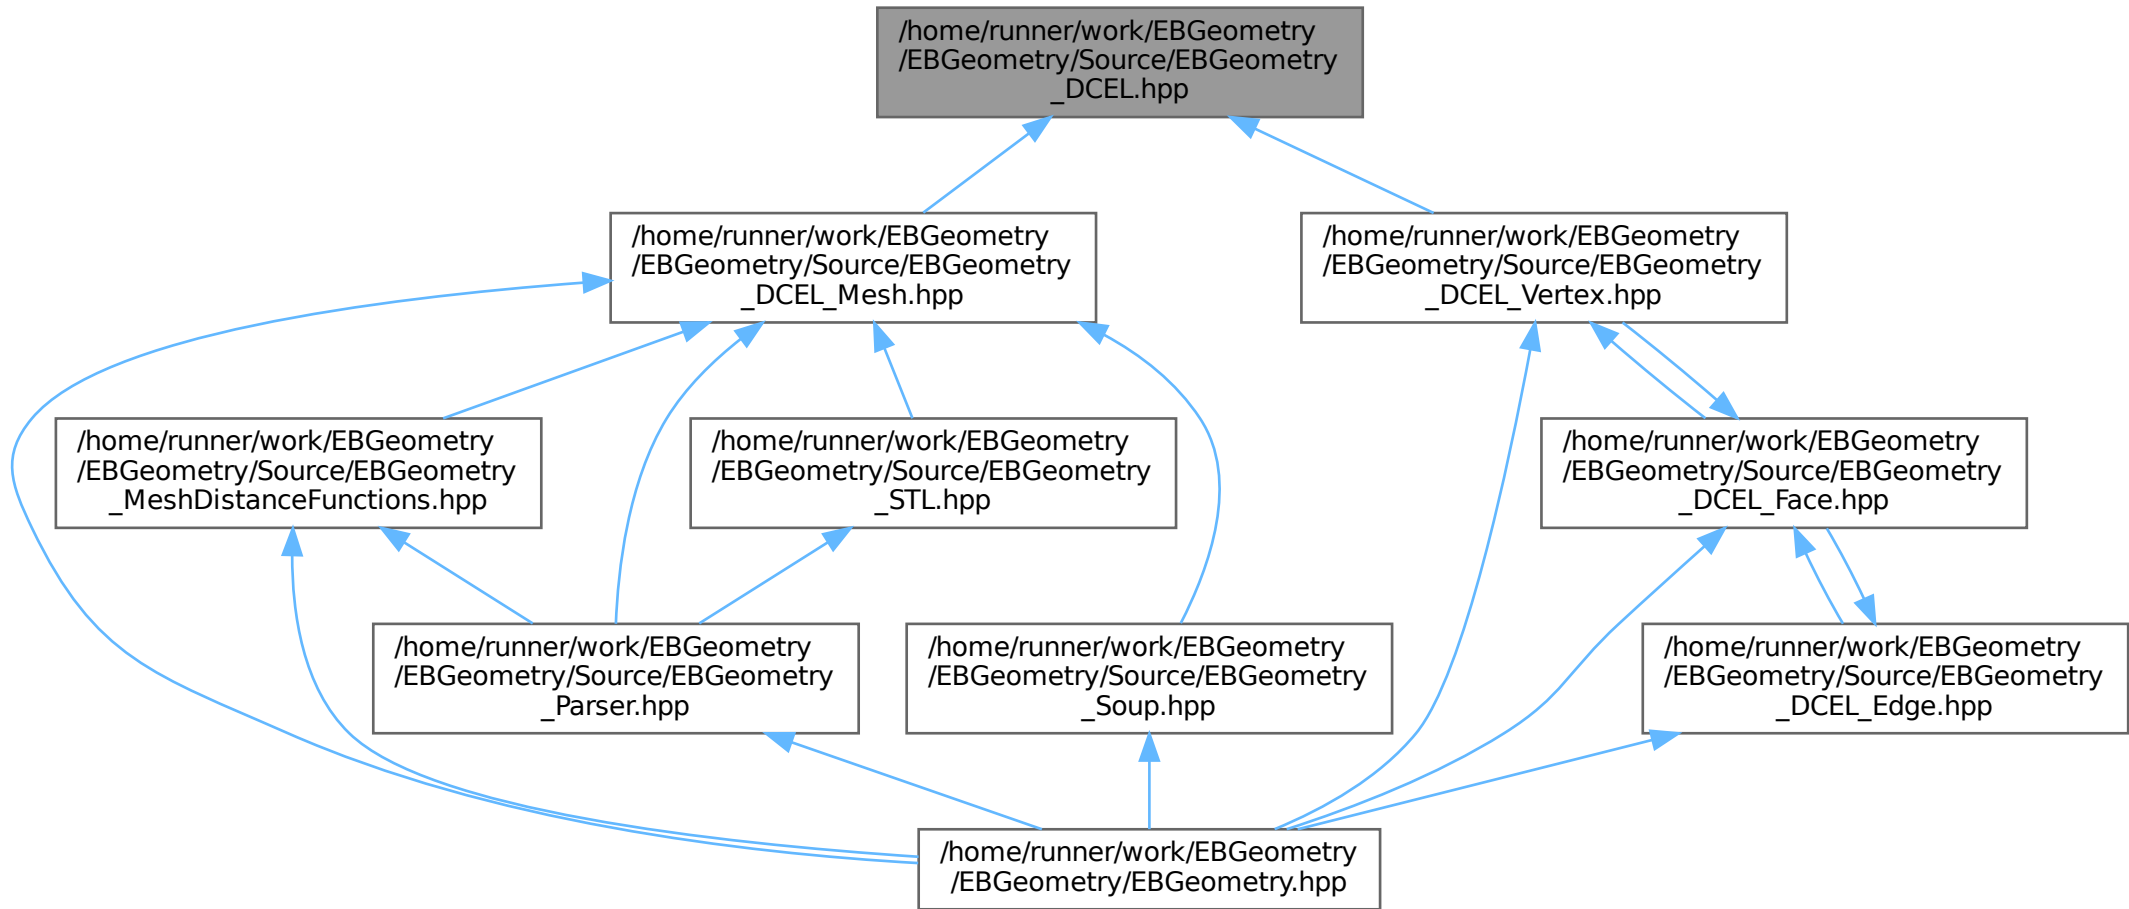 /home/runner/work/EBGeometry
/EBGeometry/Source/EBGeometry
_DCEL.hpp
/home/runner/work/EBGeometry
/EBGeometry/Source/EBGeometry
_DCEL_Mesh.hpp
/home/runner/work/EBGeometry
/EBGeometry/Source/EBGeometry
_DCEL_Vertex.hpp
/home/runner/work/EBGeometry
/EBGeometry/Source/EBGeometry
_MeshDistanceFunctions.hpp
/home/runner/work/EBGeometry
/EBGeometry/Source/EBGeometry
_STL.hpp
/home/runner/work/EBGeometry
/EBGeometry/Source/EBGeometry
_DCEL_Face.hpp
/home/runner/work/EBGeometry
/EBGeometry/Source/EBGeometry
_Parser.hpp
/home/runner/work/EBGeometry
/EBGeometry/Source/EBGeometry
_Soup.hpp
/home/runner/work/EBGeometry
/EBGeometry/Source/EBGeometry
_DCEL_Edge.hpp
/home/runner/work/EBGeometry
/EBGeometry/EBGeometry.hpp